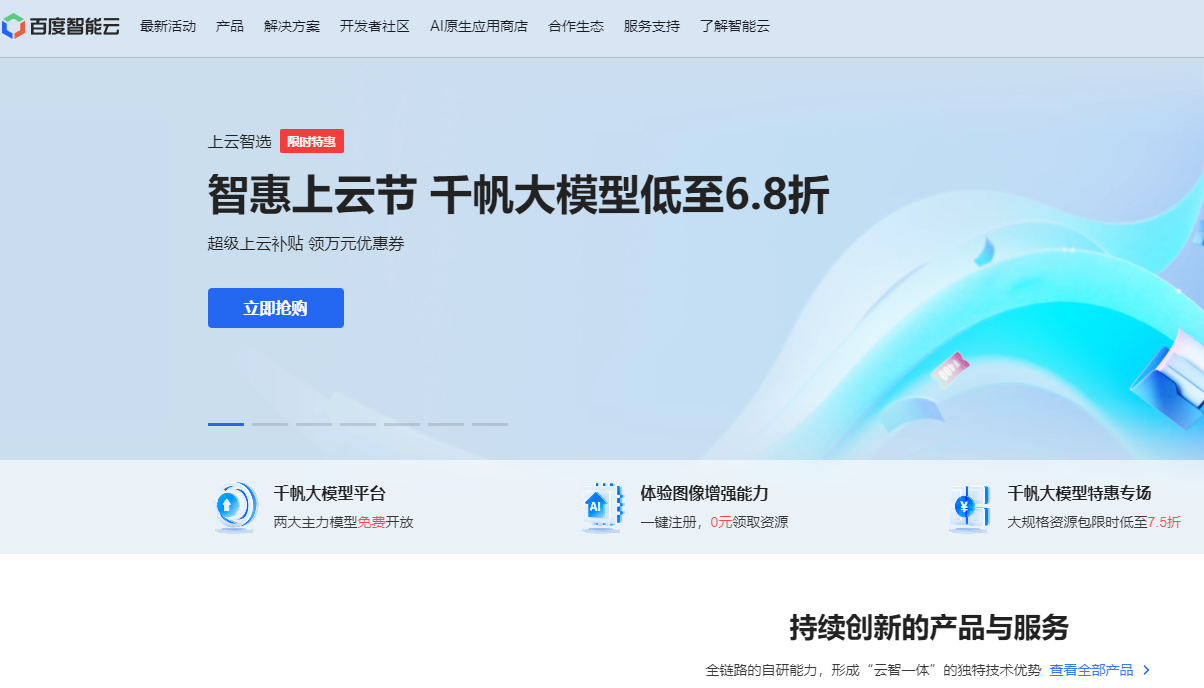 百度智能云 最新活动 产品 解决方案 开发者社区 AI原生应用商店 合作生态 服务支持 了解智能云
上云智选 限时特惠
智惠上云节 千帆大模型低至6.8折
超级上云补贴 领万元优惠券
立即抢购
千帆大模型平台
两大主力模型免费开放
AI
体验图像增强能力
一键注册，0元领取资源
¥
千帆大模型特惠专场
大规格资源包限时低至7.5折
持续创新的产品与服务
全链路的自研能力，形成“云智一体”的独特技术优势 查看全部产品 >